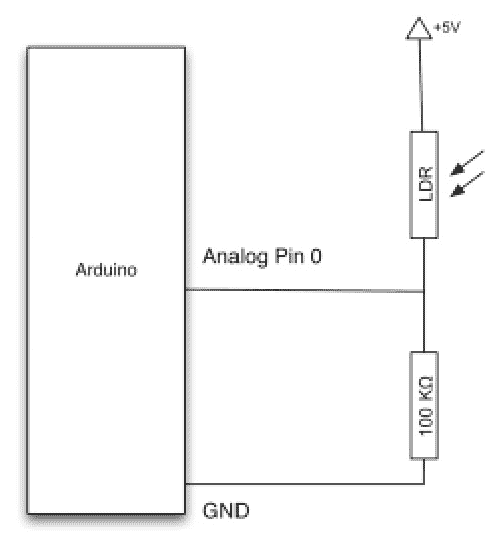 +5V
LDR
Analog Pin 0
Arduino
100 KΩ
GND